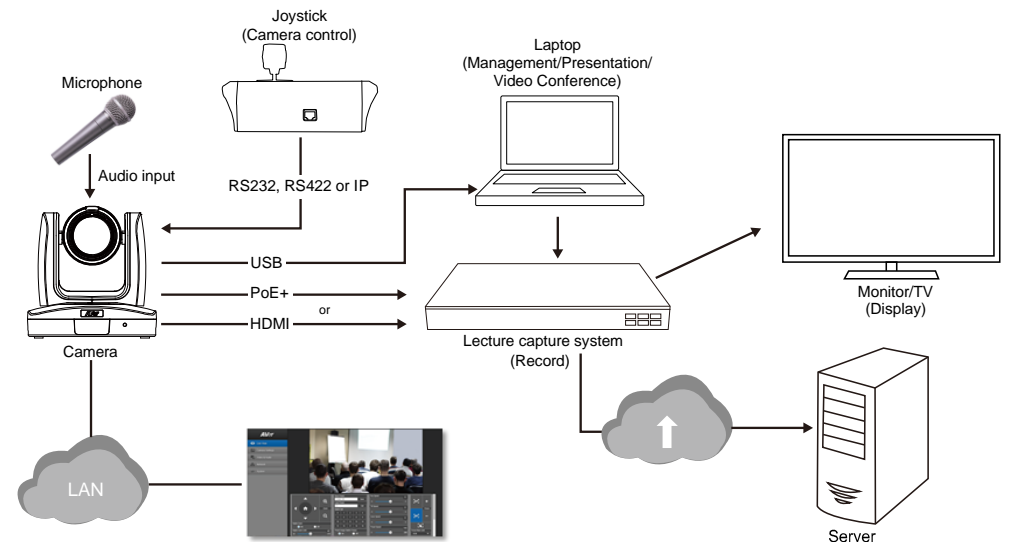 Joystick
(Camera control)
Laptop
(Management/Presentation/
Video Conference)
Microphone
Audio input
RS232, RS422 or IP
USB
PoE+
or
HDMI
Camera
Lecture capture system
(Record)
Monitor/TV
(Display)
LAN
AVer
Server